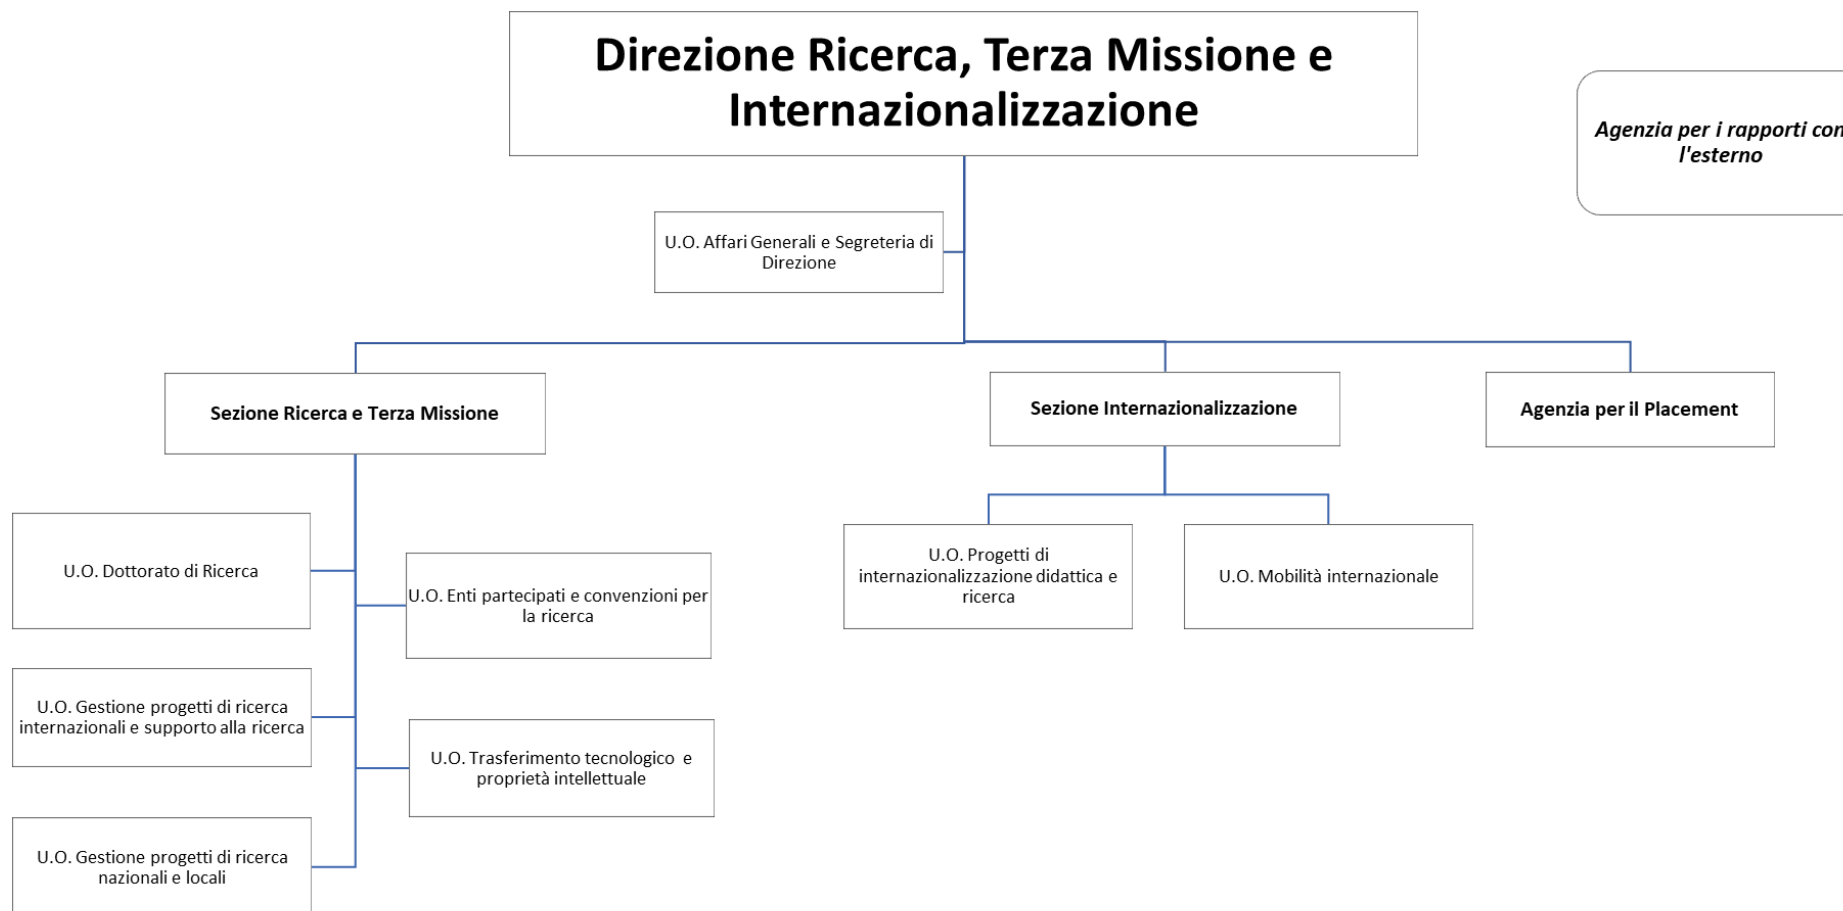 Direzione Ricerca, Terza Missione e
Internazionalizzazione
Agenzia per i rapporti con
l'esterno
U.O. Affari Generali e Segreteria di
Direzione
Sezione Ricerca e Terza Missione
Sezione Internazionalizzazione
Agenzia per il Placement
U.O. Dottorato di Ricerca
U.O. Enti partecipati e convenzioni per
la ricerca
U.O. Gestione progetti di ricerca
internazionali e supporto alla ricerca
U.O. Trasferimento tecnologico e
proprietà intellettuale
U.O. Gestione progetti di ricerca
nazionali e locali
U.O. Progetti di
internazionalizzazione didattica e
ricerca
U.O. Mobilità internazionale